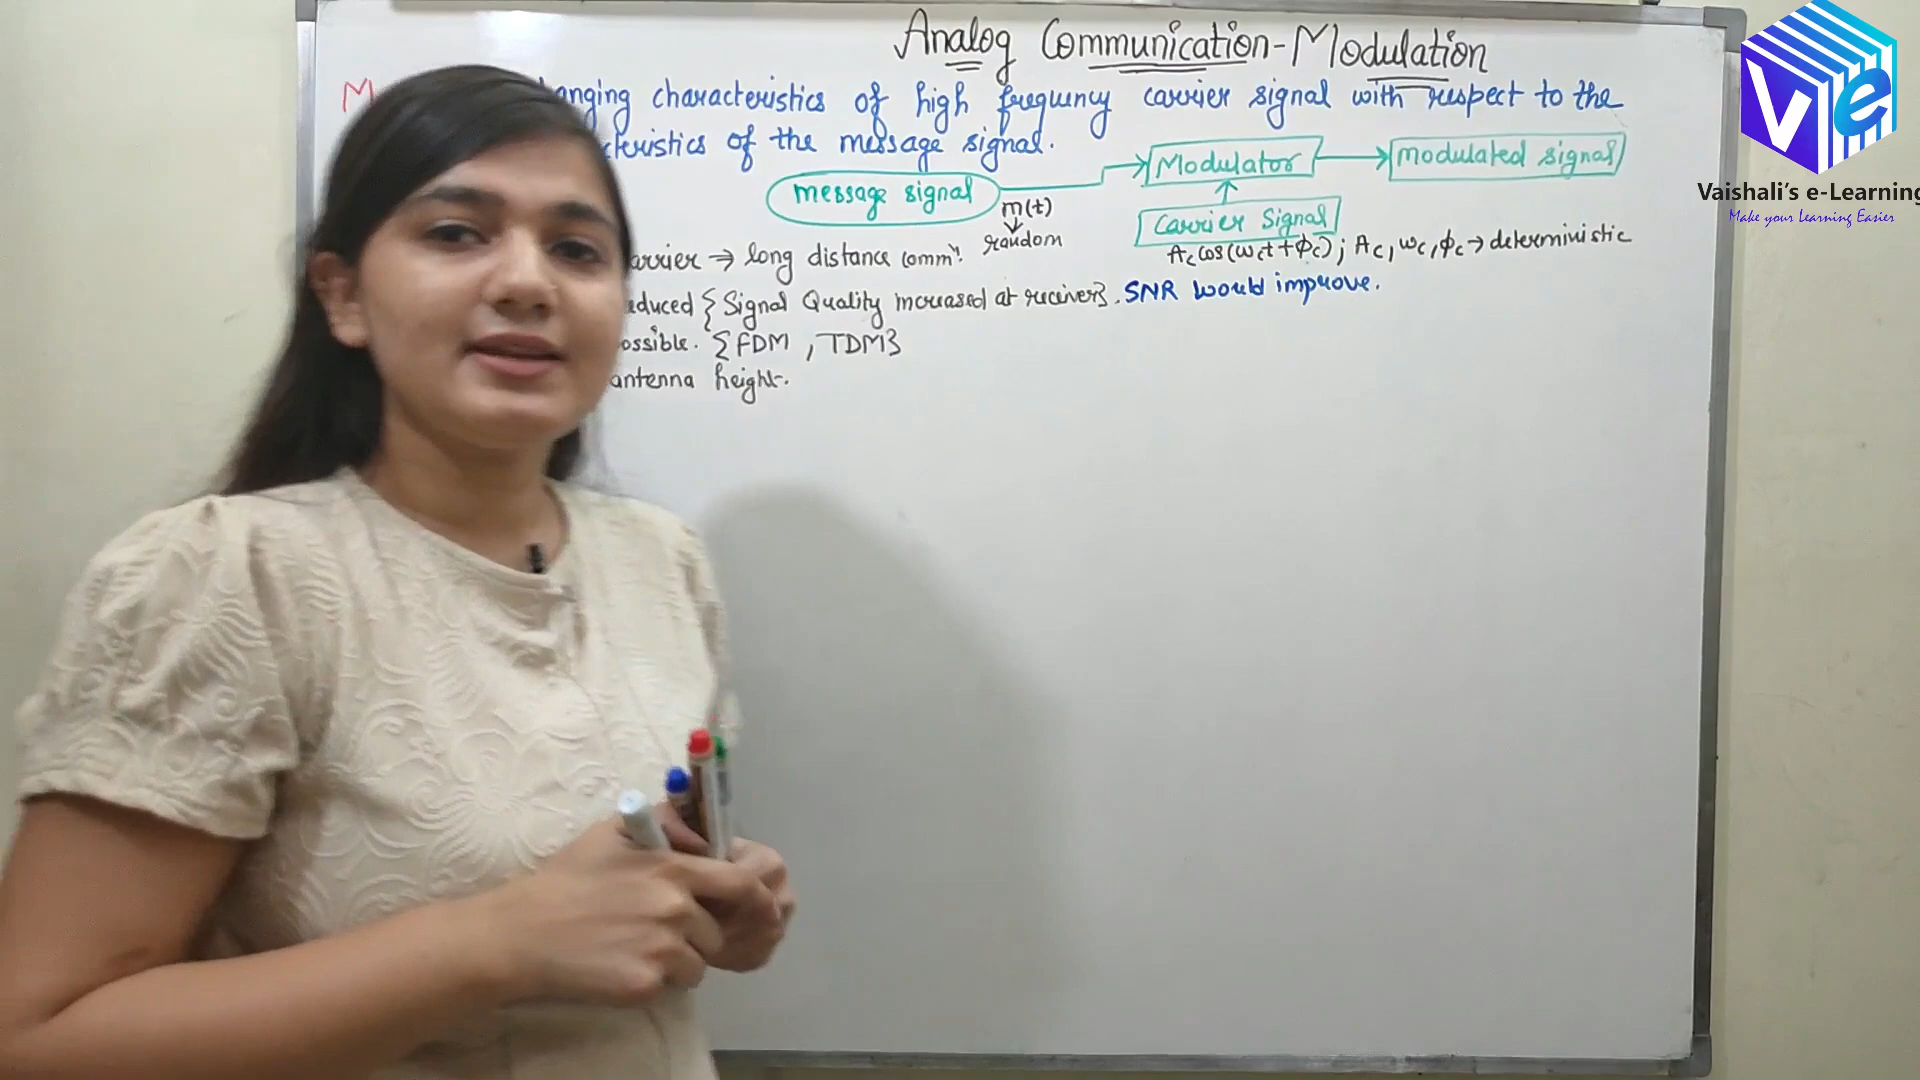 Analog Communication-Modulation
M anging characteristics of high frequency carrier signal with respect to the
cteristics of the message signal.
message signal
Modulator
modulated signal
m(t)
random
Carrier Signal
Ac cos(ωct+Φc) ; Ac, ωc, Φc → deterministic
arrier → long distance commⁿ.
educed {Signal Quality increased at receiver}. SNR would improve.
ossible. {FDM , TDM}
antenna height.
Ve
Vaishali's e-Learning
Make your Learning Easier